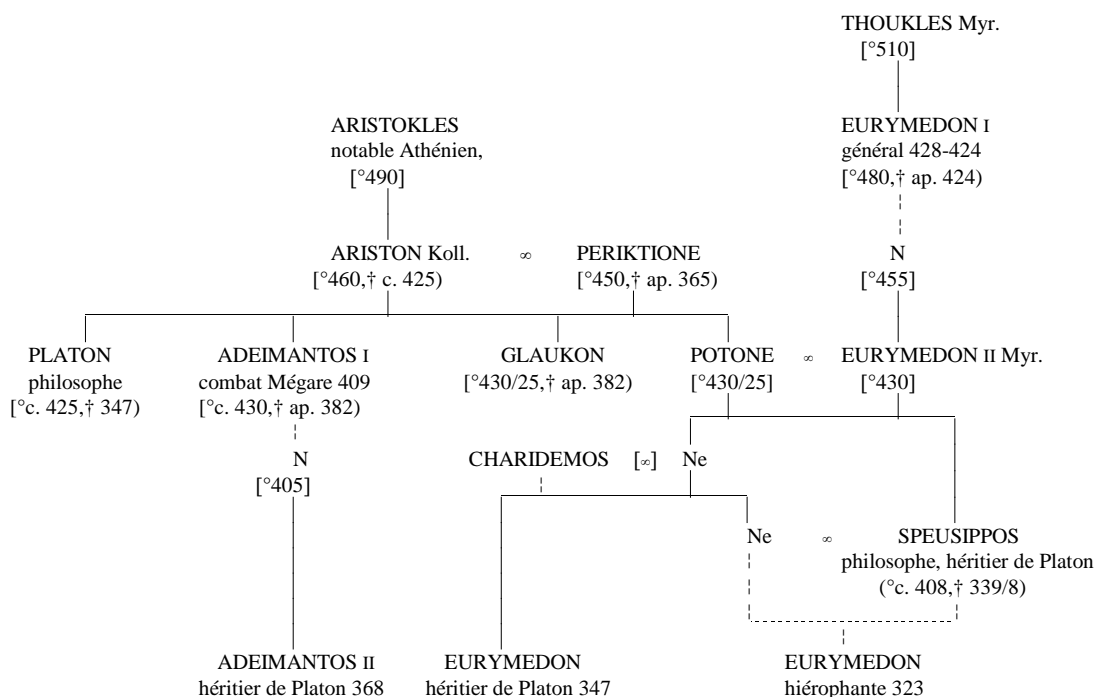 THOUKLES Myr.
[°510]
ARISTOKLES
notable Athénien,
[°490]
EURYMEDON I
général 428-424
[°480,† ap. 424)
ARISTON Koll. ∞ PERIKTIONE
[°460,† c. 425) [°450,† ap. 365)
N
[°455]
PLATON
philosophe
[°c. 425,† 347)
ADEIMANTOS I
combat Mégare 409
[°c. 430,† ap. 382)
GLAUKON
[°430/25,† ap. 382)
POTONE ∞ EURYMEDON II Myr.
[°430/25] [°430]
N
[°405]
CHARIDEMOS [∞] Ne
Ne ∞ SPEUSIPPOS
philosophe, héritier de Platon
(°c. 408,† 339/8)
ADEIMANTOS II
héritier de Platon 368
EURYMEDON
héritier de Platon 347
EURYMEDON
hiérophante 323